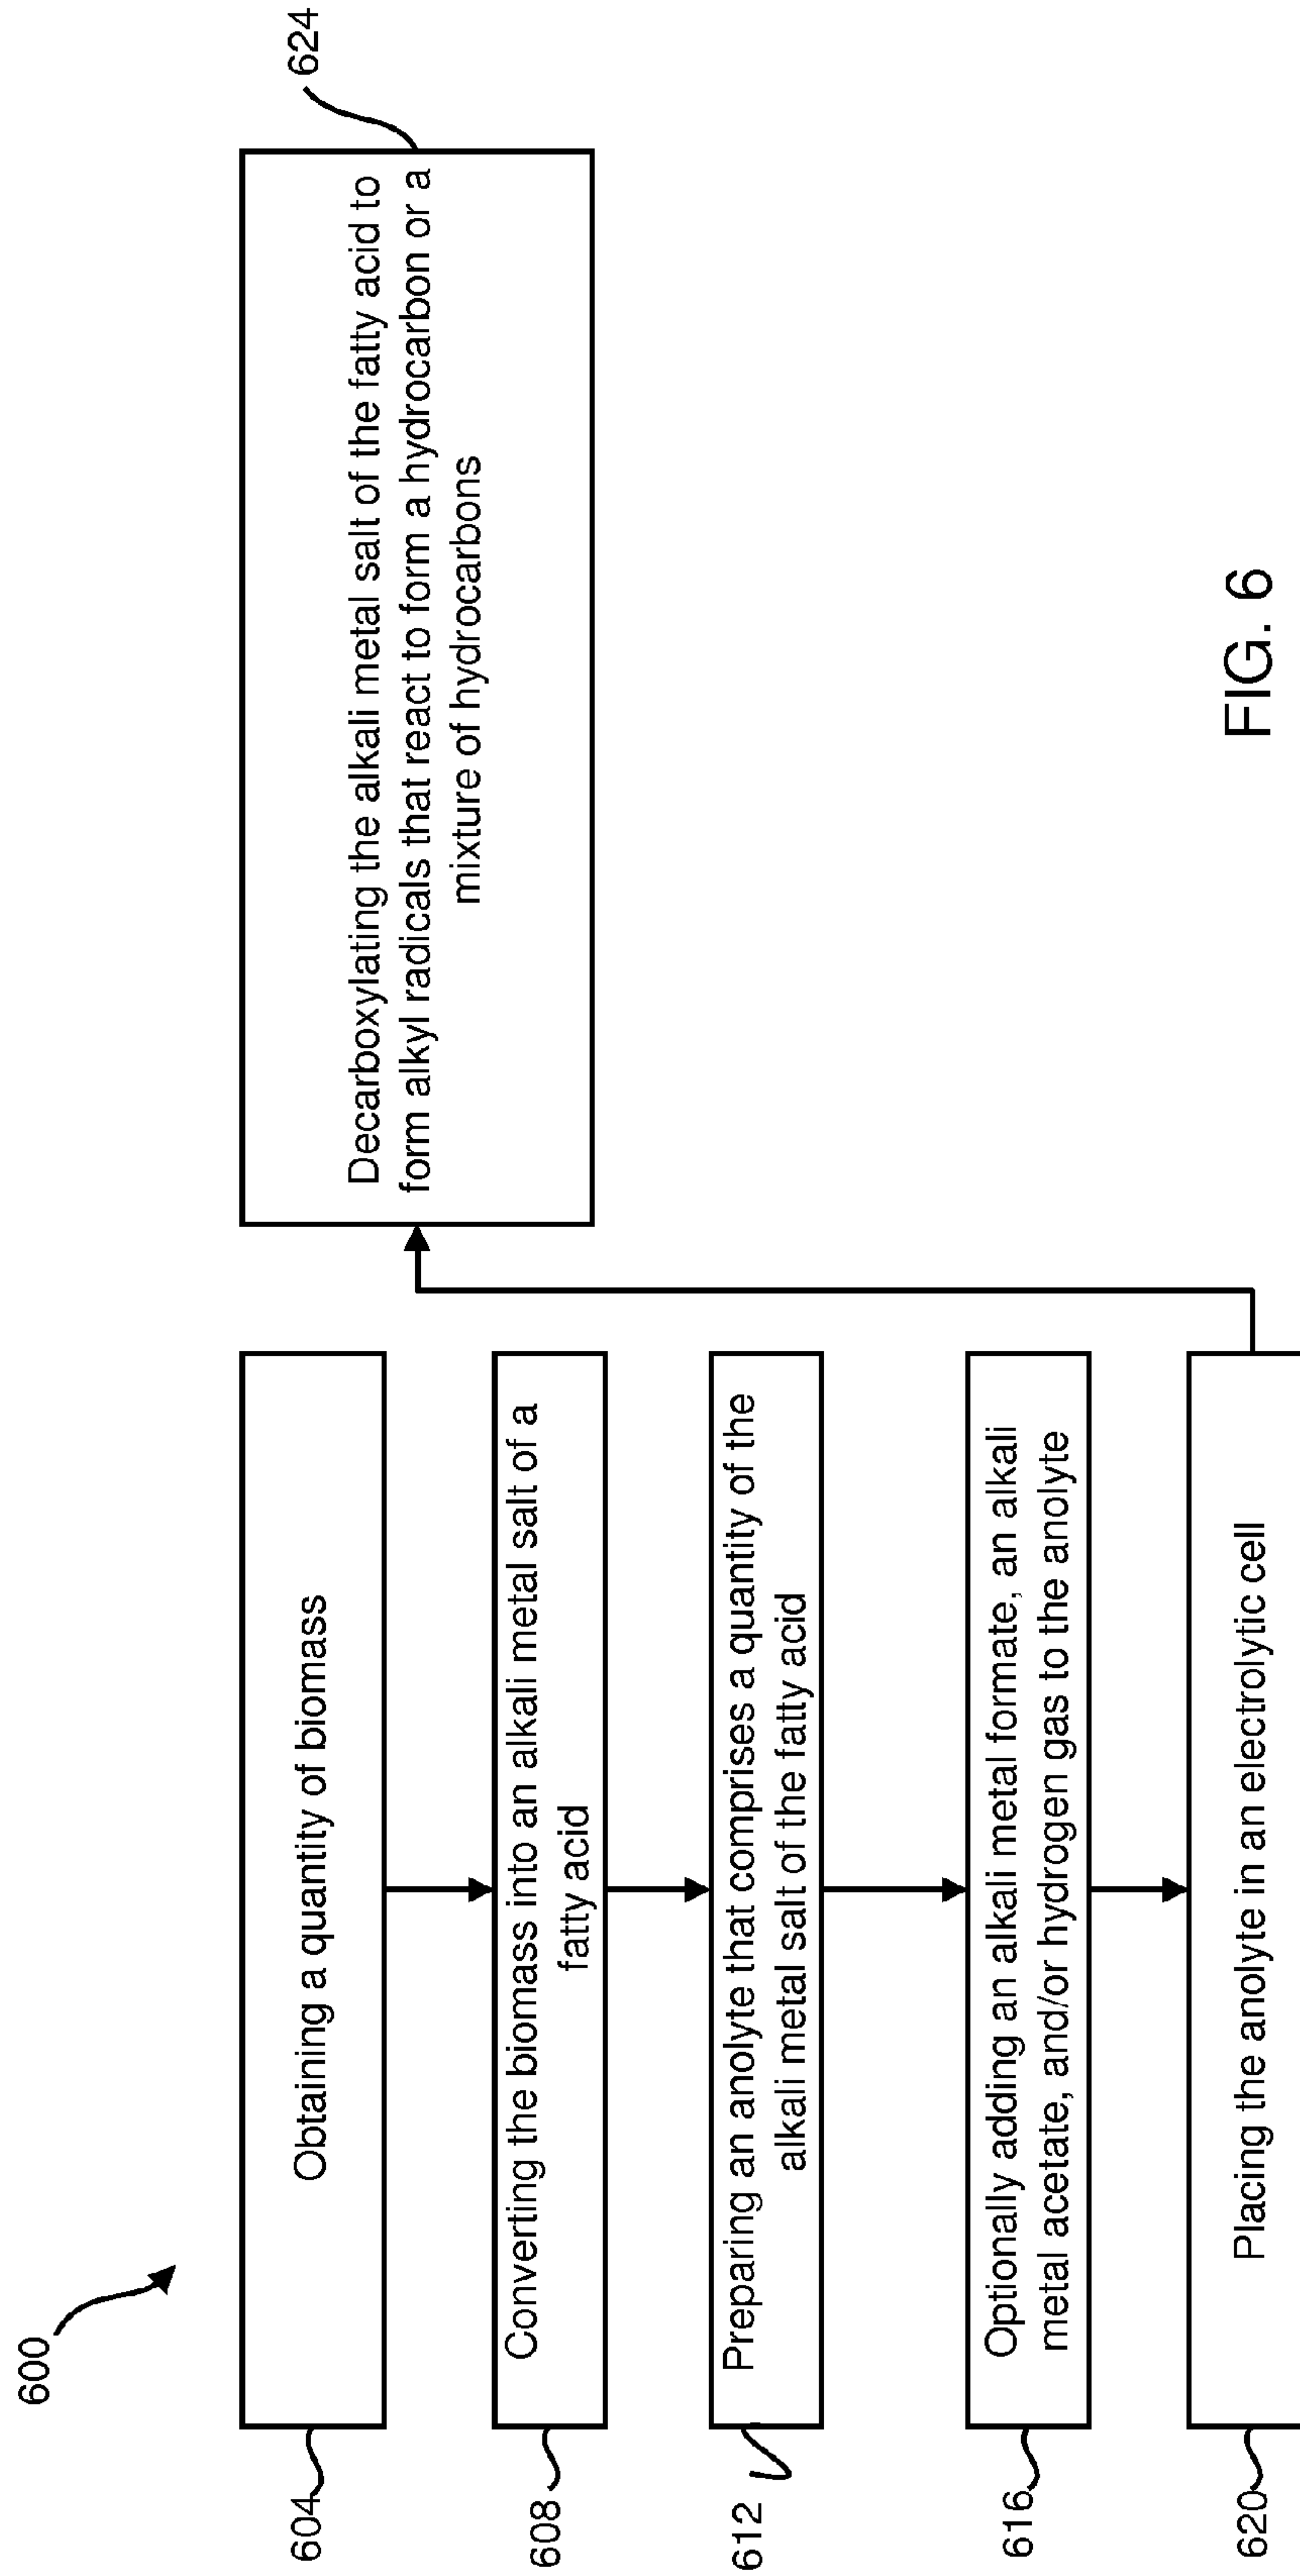 600
604
Obtaining a quantity of biomass
608
Converting the biomass into an alkali metal salt of a
fatty acid
612
Preparing an anolyte that comprises a quantity of the
alkali metal salt of the fatty acid
616
Optionally adding an alkali metal formate, an alkali
metal acetate, and/or hydrogen gas to the anolyte
620
Placing the anolyte in an electrolytic cell
624
Decarboxylating the alkali metal salt of the fatty acid to
form alkyl radicals that react to form a hydrocarbon or a
mixture of hydrocarbons
FIG. 6